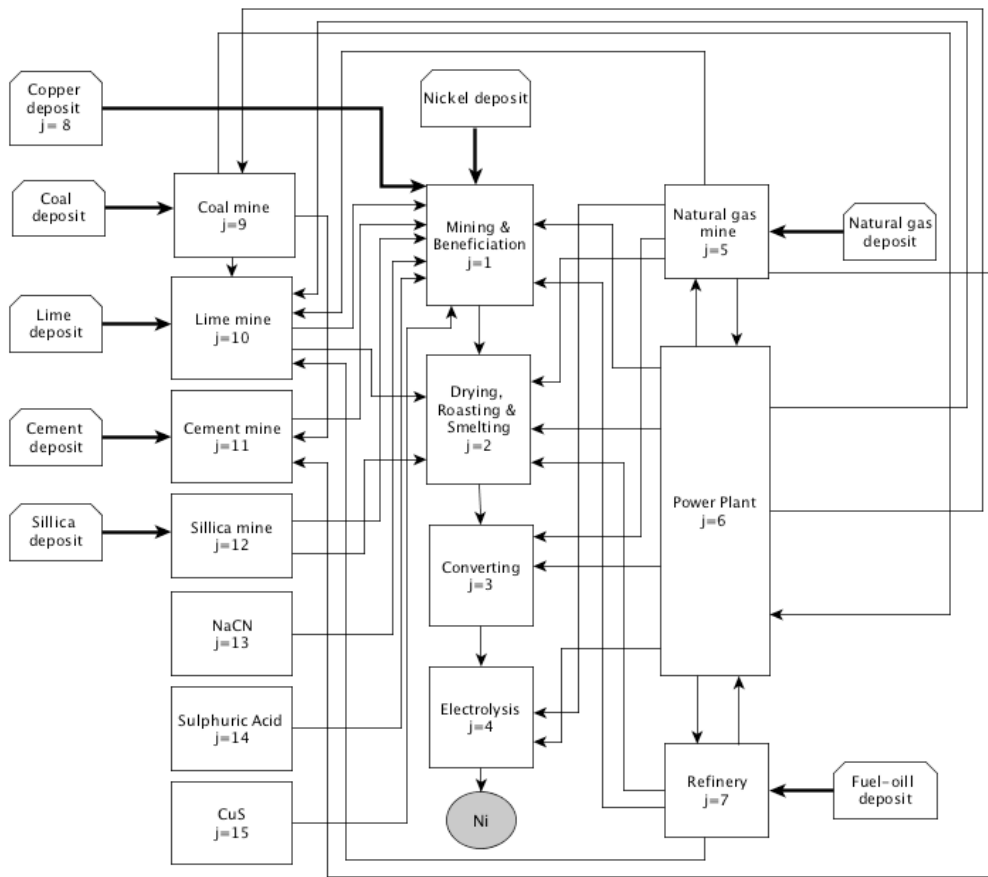 Copper
deposit
j= 8
Nickel deposit
Coal
deposit
Coal mine
j=9
Mining &
Beneficiation
j=1
Natural gas
mine
j=5
Natural gas
deposit
Lime
deposit
Lime mine
j=10
Drying,
Roasting &
Smelting
j=2
Cement
deposit
Cement mine
j=11
Power Plant
j=6
Sillica
deposit
Sillica mine
j=12
Converting
j=3
NaCN
j=13
Sulphuric Acid
j=14
Electrolysis
j=4
Refinery
j=7
Fuel-oill
deposit
CuS
j=15
Ni